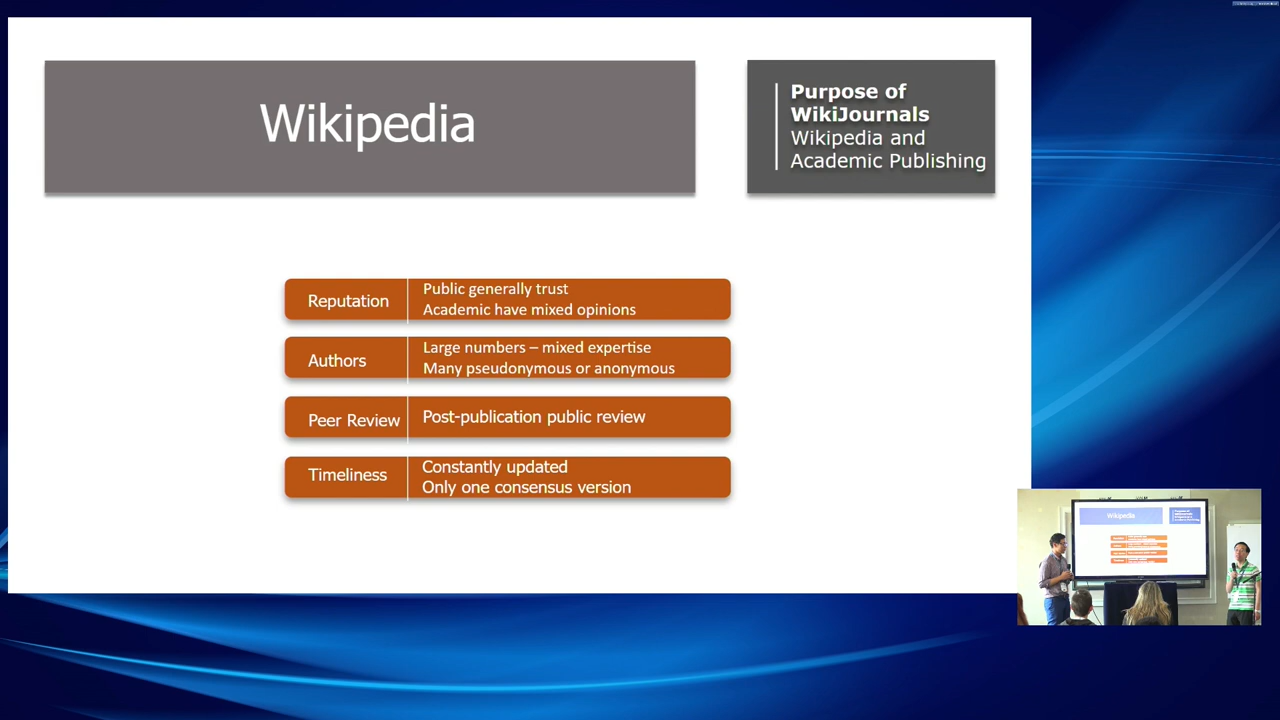 Wikipedia
Purpose of
WikiJournals
Wikipedia and
Academic Publishing
Reputation
Public generally trust
Academic have mixed opinions
Authors
Large numbers – mixed expertise
Many pseudonymous or anonymous
Peer Review
Post-publication public review
Timeliness
Constantly updated
Only one consensus version
Wikipedia